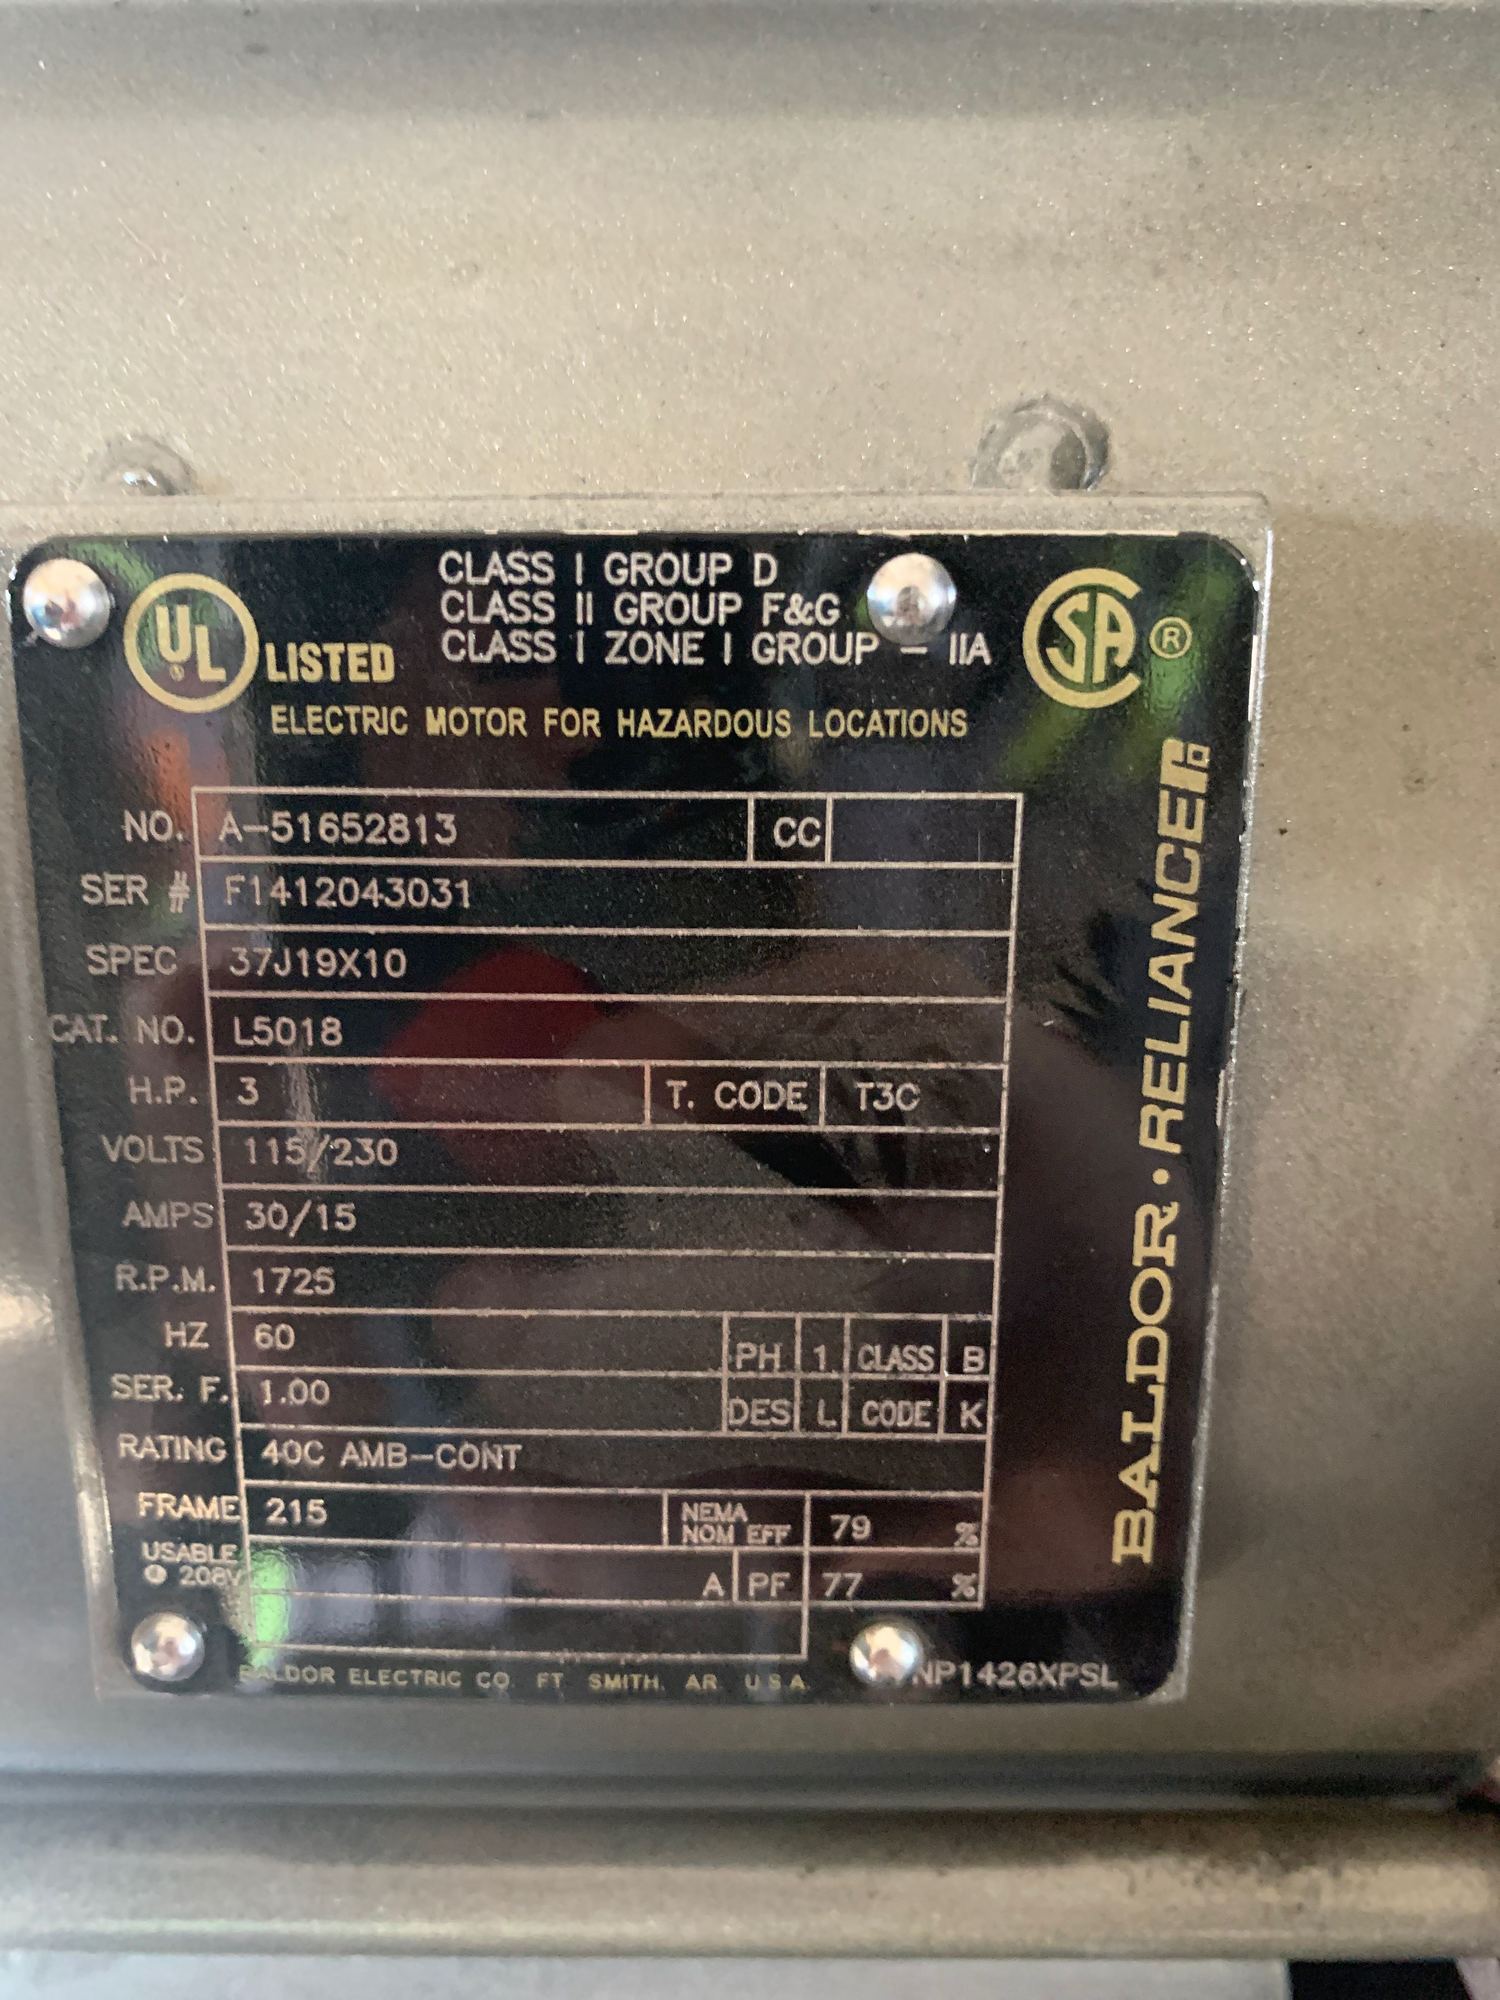 CLASS I GROUP D
CLASS II GROUP F&G
CLASS I ZONE I GROUP - IIA
UL LISTED
SA ®
ELECTRIC MOTOR FOR HAZARDOUS LOCATIONS
NO. A-51652813 CC
SER # F1412043031
SPEC 37J19X10
CAT. NO. L5018
H.P. 3 T. CODE T3C
VOLTS 115/230
AMPS 30/15
R.P.M. 1725
HZ 60 PH 1 CLASS B
SER. F. 1.00 DES L CODE K
RATING 40C AMB-CONT
FRAME 215 NEMA NOM EFF 79 %
USABLE @ 208V A PF 77 %
BALDOR ELECTRIC CO. FT. SMITH, AR. U.S.A.
NP1426XPSL
BALDOR • RELIANCE